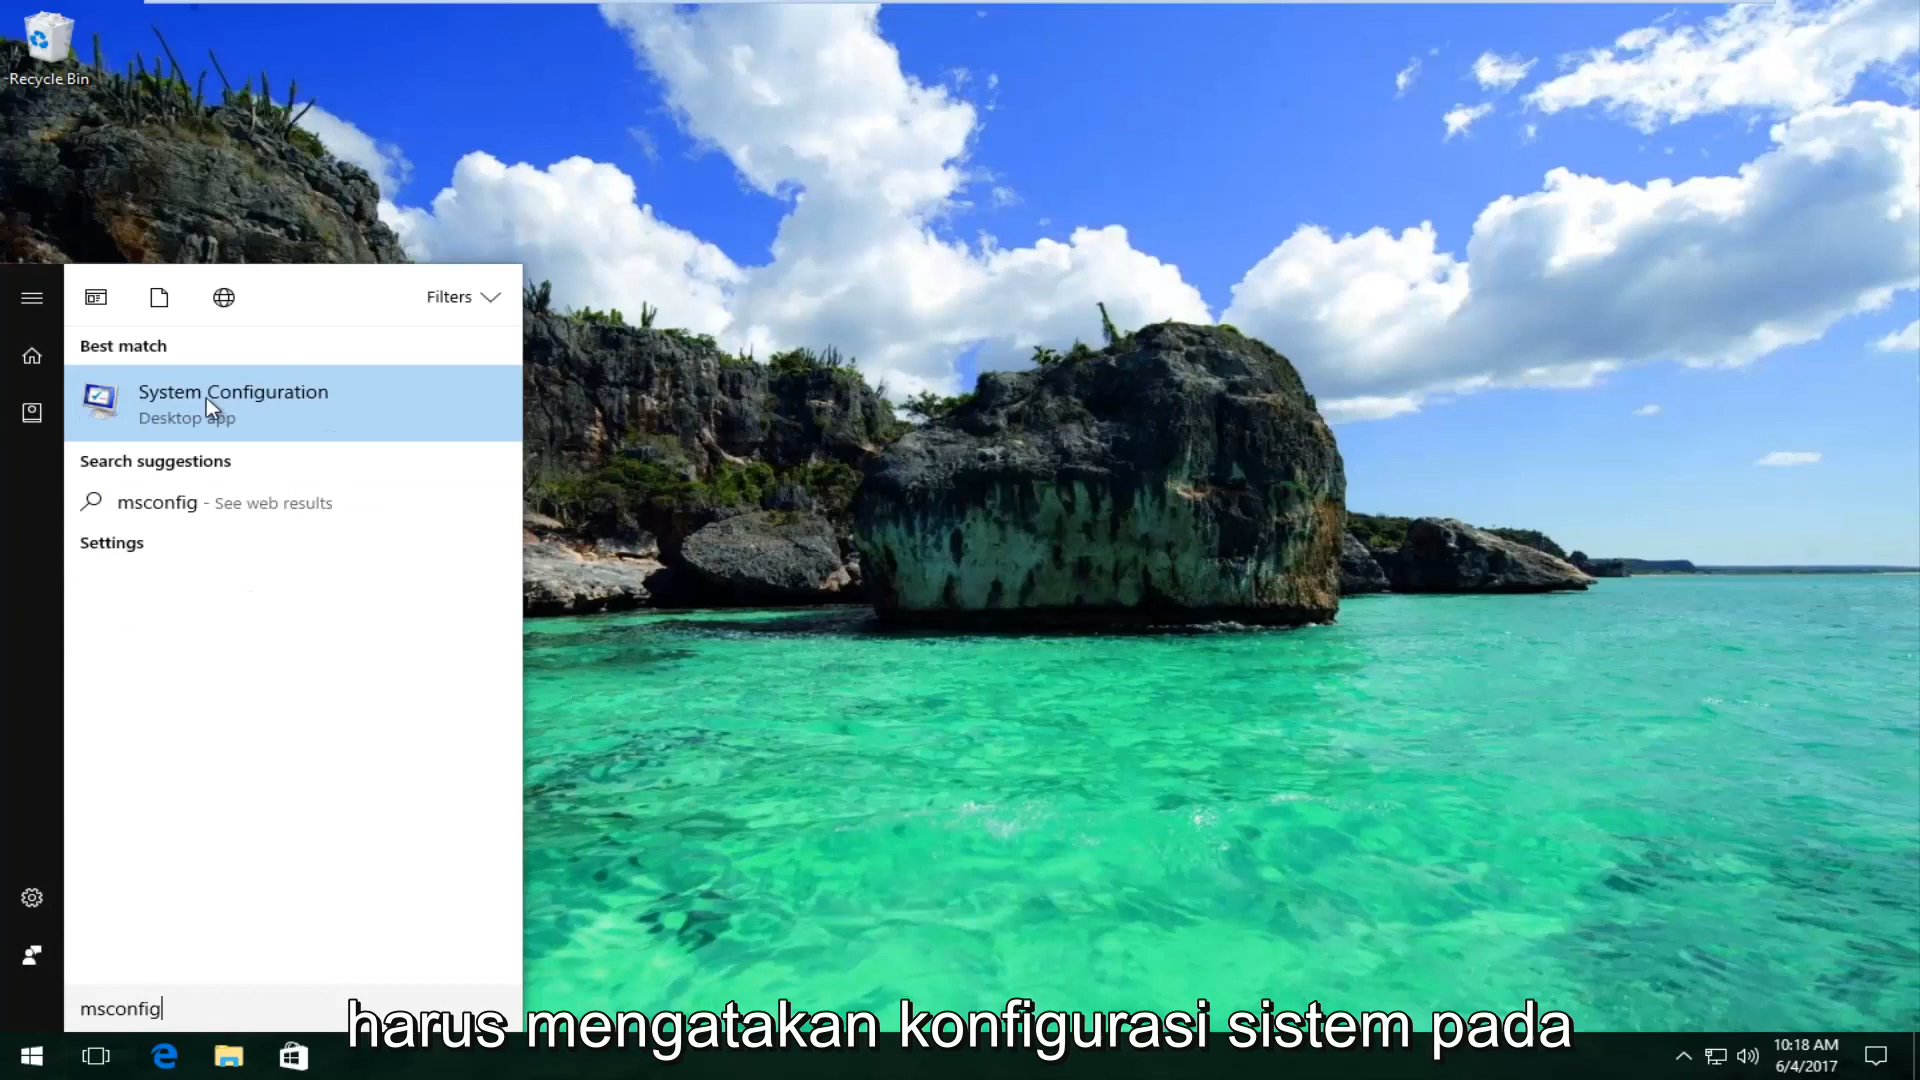 Recycle Bin
Filters
Best match
System Configuration
Desktop app
Search suggestions
msconfig - See web results
Settings
msconfig
harus mengatakan konfigurasi sistem pada
10:18 AM
6/4/2017